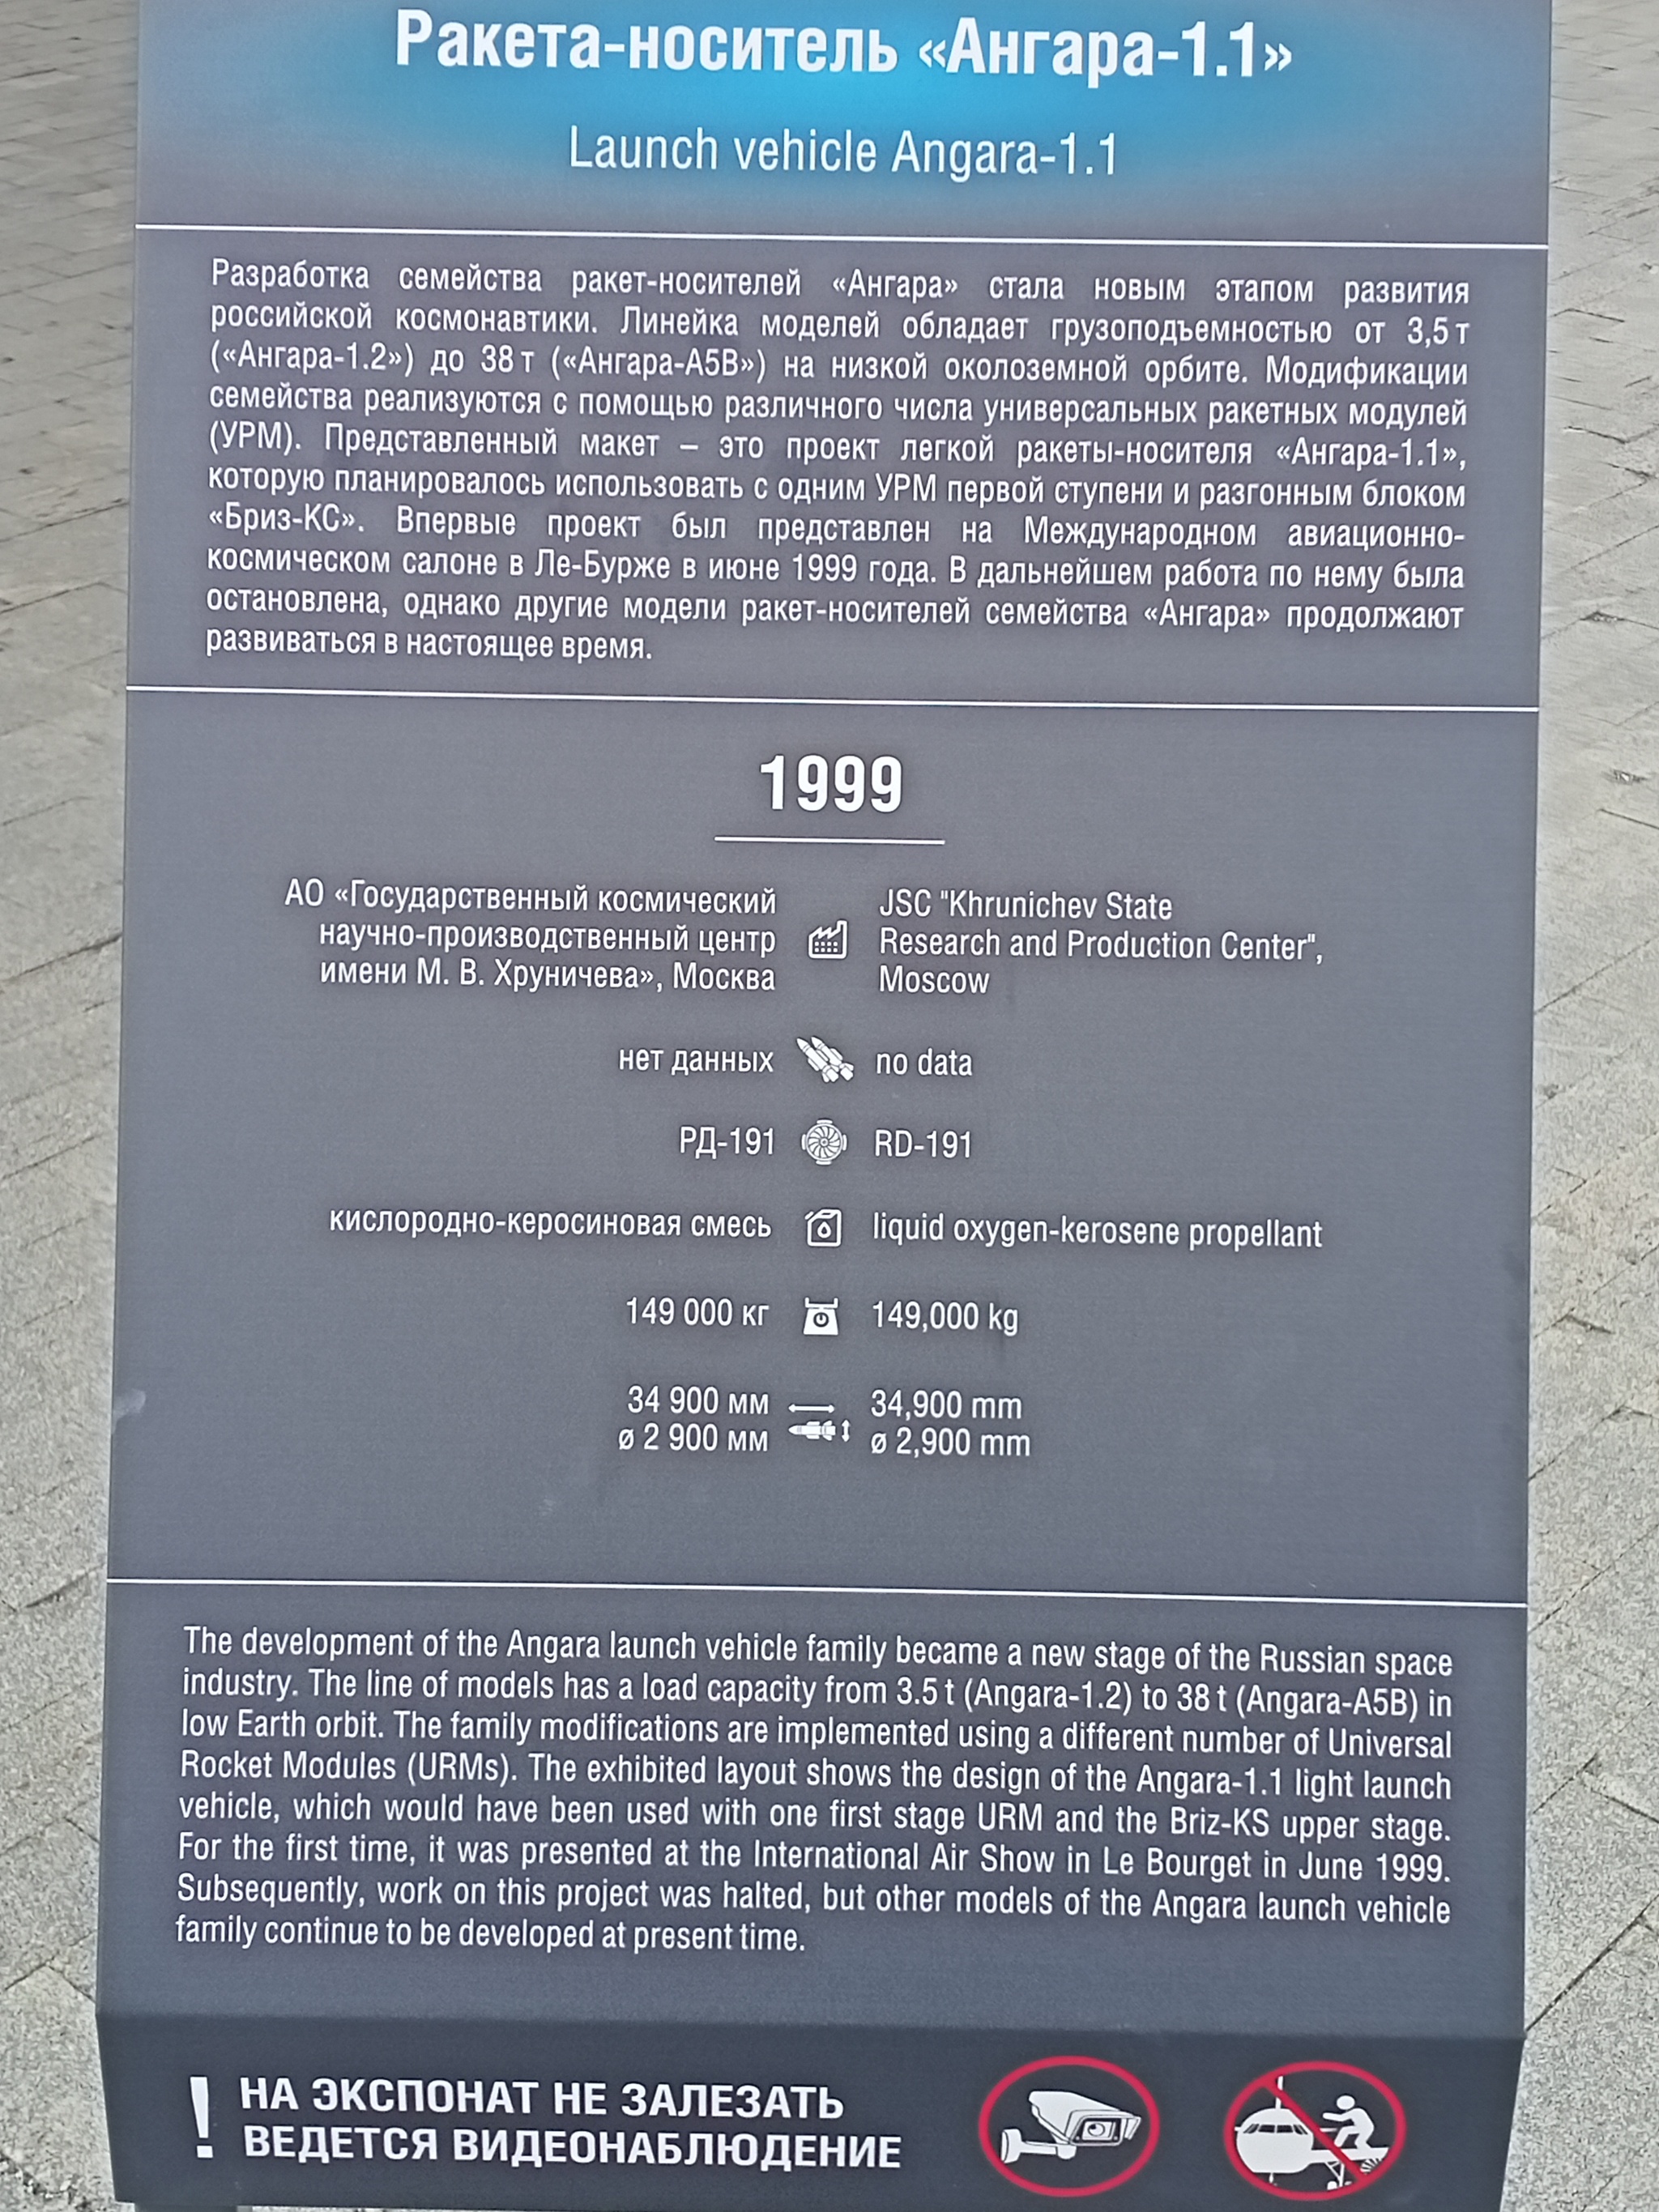 Ракета-носитель «Ангара-1.1»
Launch vehicle Angara-1.1
Разработка семейства ракет-носителей «Ангара» стала новым этапом развития
российской космонавтики. Линейка моделей обладает грузоподъемностью от 3,5 т
(«Ангара-1.2») до 38 т («Ангара-А5В») на низкой околоземной орбите. Модификации
семейства реализуются с помощью различного числа универсальных ракетных модулей
(УРМ). Представленный макет – это проект легкой ракеты-носителя «Ангара-1.1»,
которую планировалось использовать с одним УРМ первой ступени и разгонным блоком
«Бриз-КС». Впервые проект был представлен на Международном авиационно-
космическом салоне в Ле-Бурже в июне 1999 года. В дальнейшем работа по нему была
остановлена, однако другие модели ракет-носителей семейства «Ангара» продолжают
развиваться в настоящее время.
1999
АО «Государственный космический
научно-производственный центр
имени М. В. Хруничева», Москва
JSC "Khrunichev State
Research and Production Center",
Moscow
нет данных
no data
РД-191
RD-191
кислородно-керосиновая смесь
liquid oxygen-kerosene propellant
149 000 кг
149,000 kg
34 900 мм
ø 2 900 мм
34,900 mm
ø 2,900 mm
The development of the Angara launch vehicle family became a new stage of the Russian space
industry. The line of models has a load capacity from 3.5 t (Angara-1.2) to 38 t (Angara-A5B) in
low Earth orbit. The family modifications are implemented using a different number of Universal
Rocket Modules (URMs). The exhibited layout shows the design of the Angara-1.1 light launch
vehicle, which would have been used with one first stage URM and the Briz-KS upper stage.
For the first time, it was presented at the International Air Show in Le Bourget in June 1999.
Subsequently, work on this project was halted, but other models of the Angara launch vehicle
family continue to be developed at present time.
! НА ЭКСПОНАТ НЕ ЗАЛЕЗАТЬ
ВЕДЕТСЯ ВИДЕОНАБЛЮДЕНИЕ